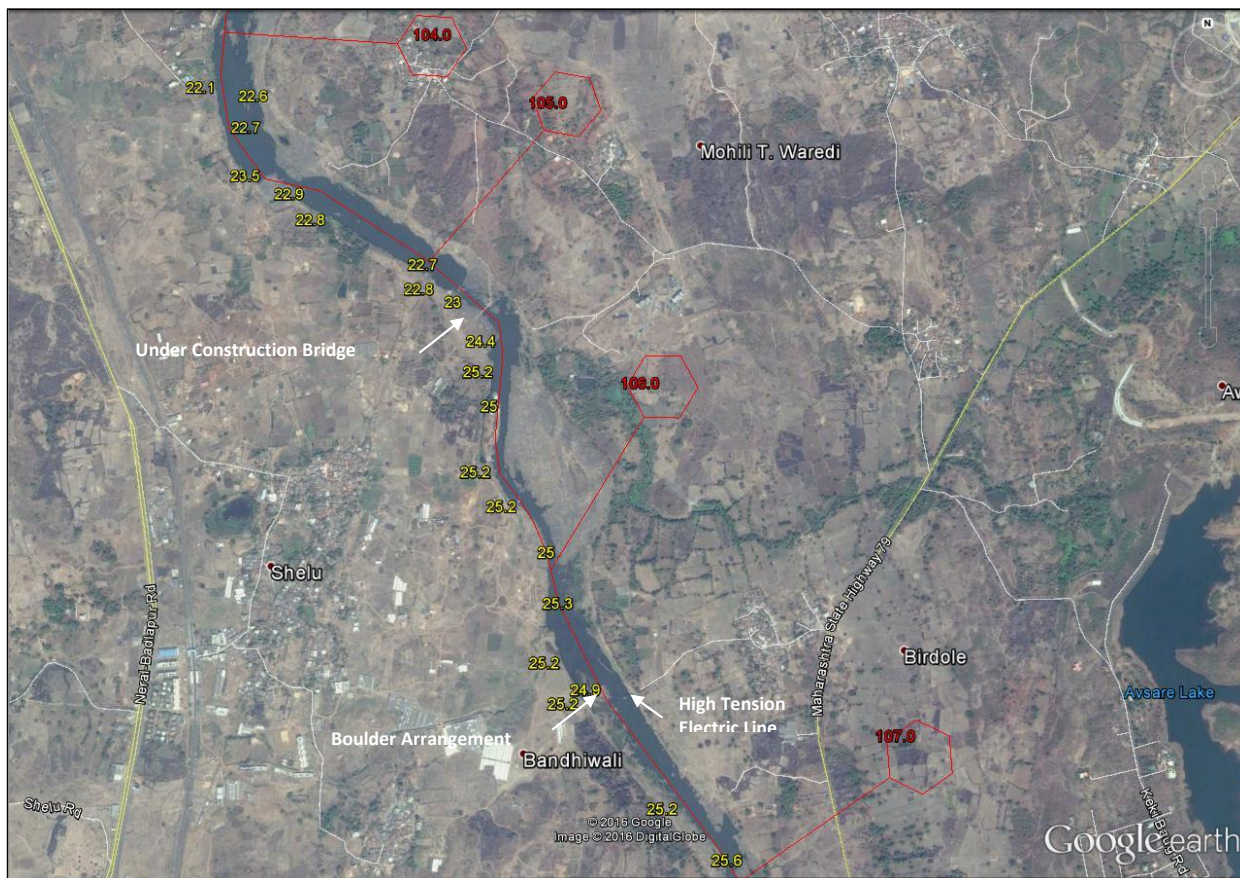 N
104.0
22.1
22.6
105.0
22.7
Mohili T. Waredi
23.5
22.9
22.8
22.7
22.8
23
Under Construction Bridge
24.4
25.2
106.0
Av
25
25.2
25.2
25
Maharashtra State Highway 79
Shelu
Neral-Badlapur Rd
25.3
25.2
Birdole
24.9
25.2
High Tension
Electric Line
Avsare Lake
Boulder Arrangement
107.0
Bandhiwali
Shelu Rd
25.2
© 2016 Google
Image © 2016 DigitalGlobe
Keki Baug Rd
Google earth
25.6